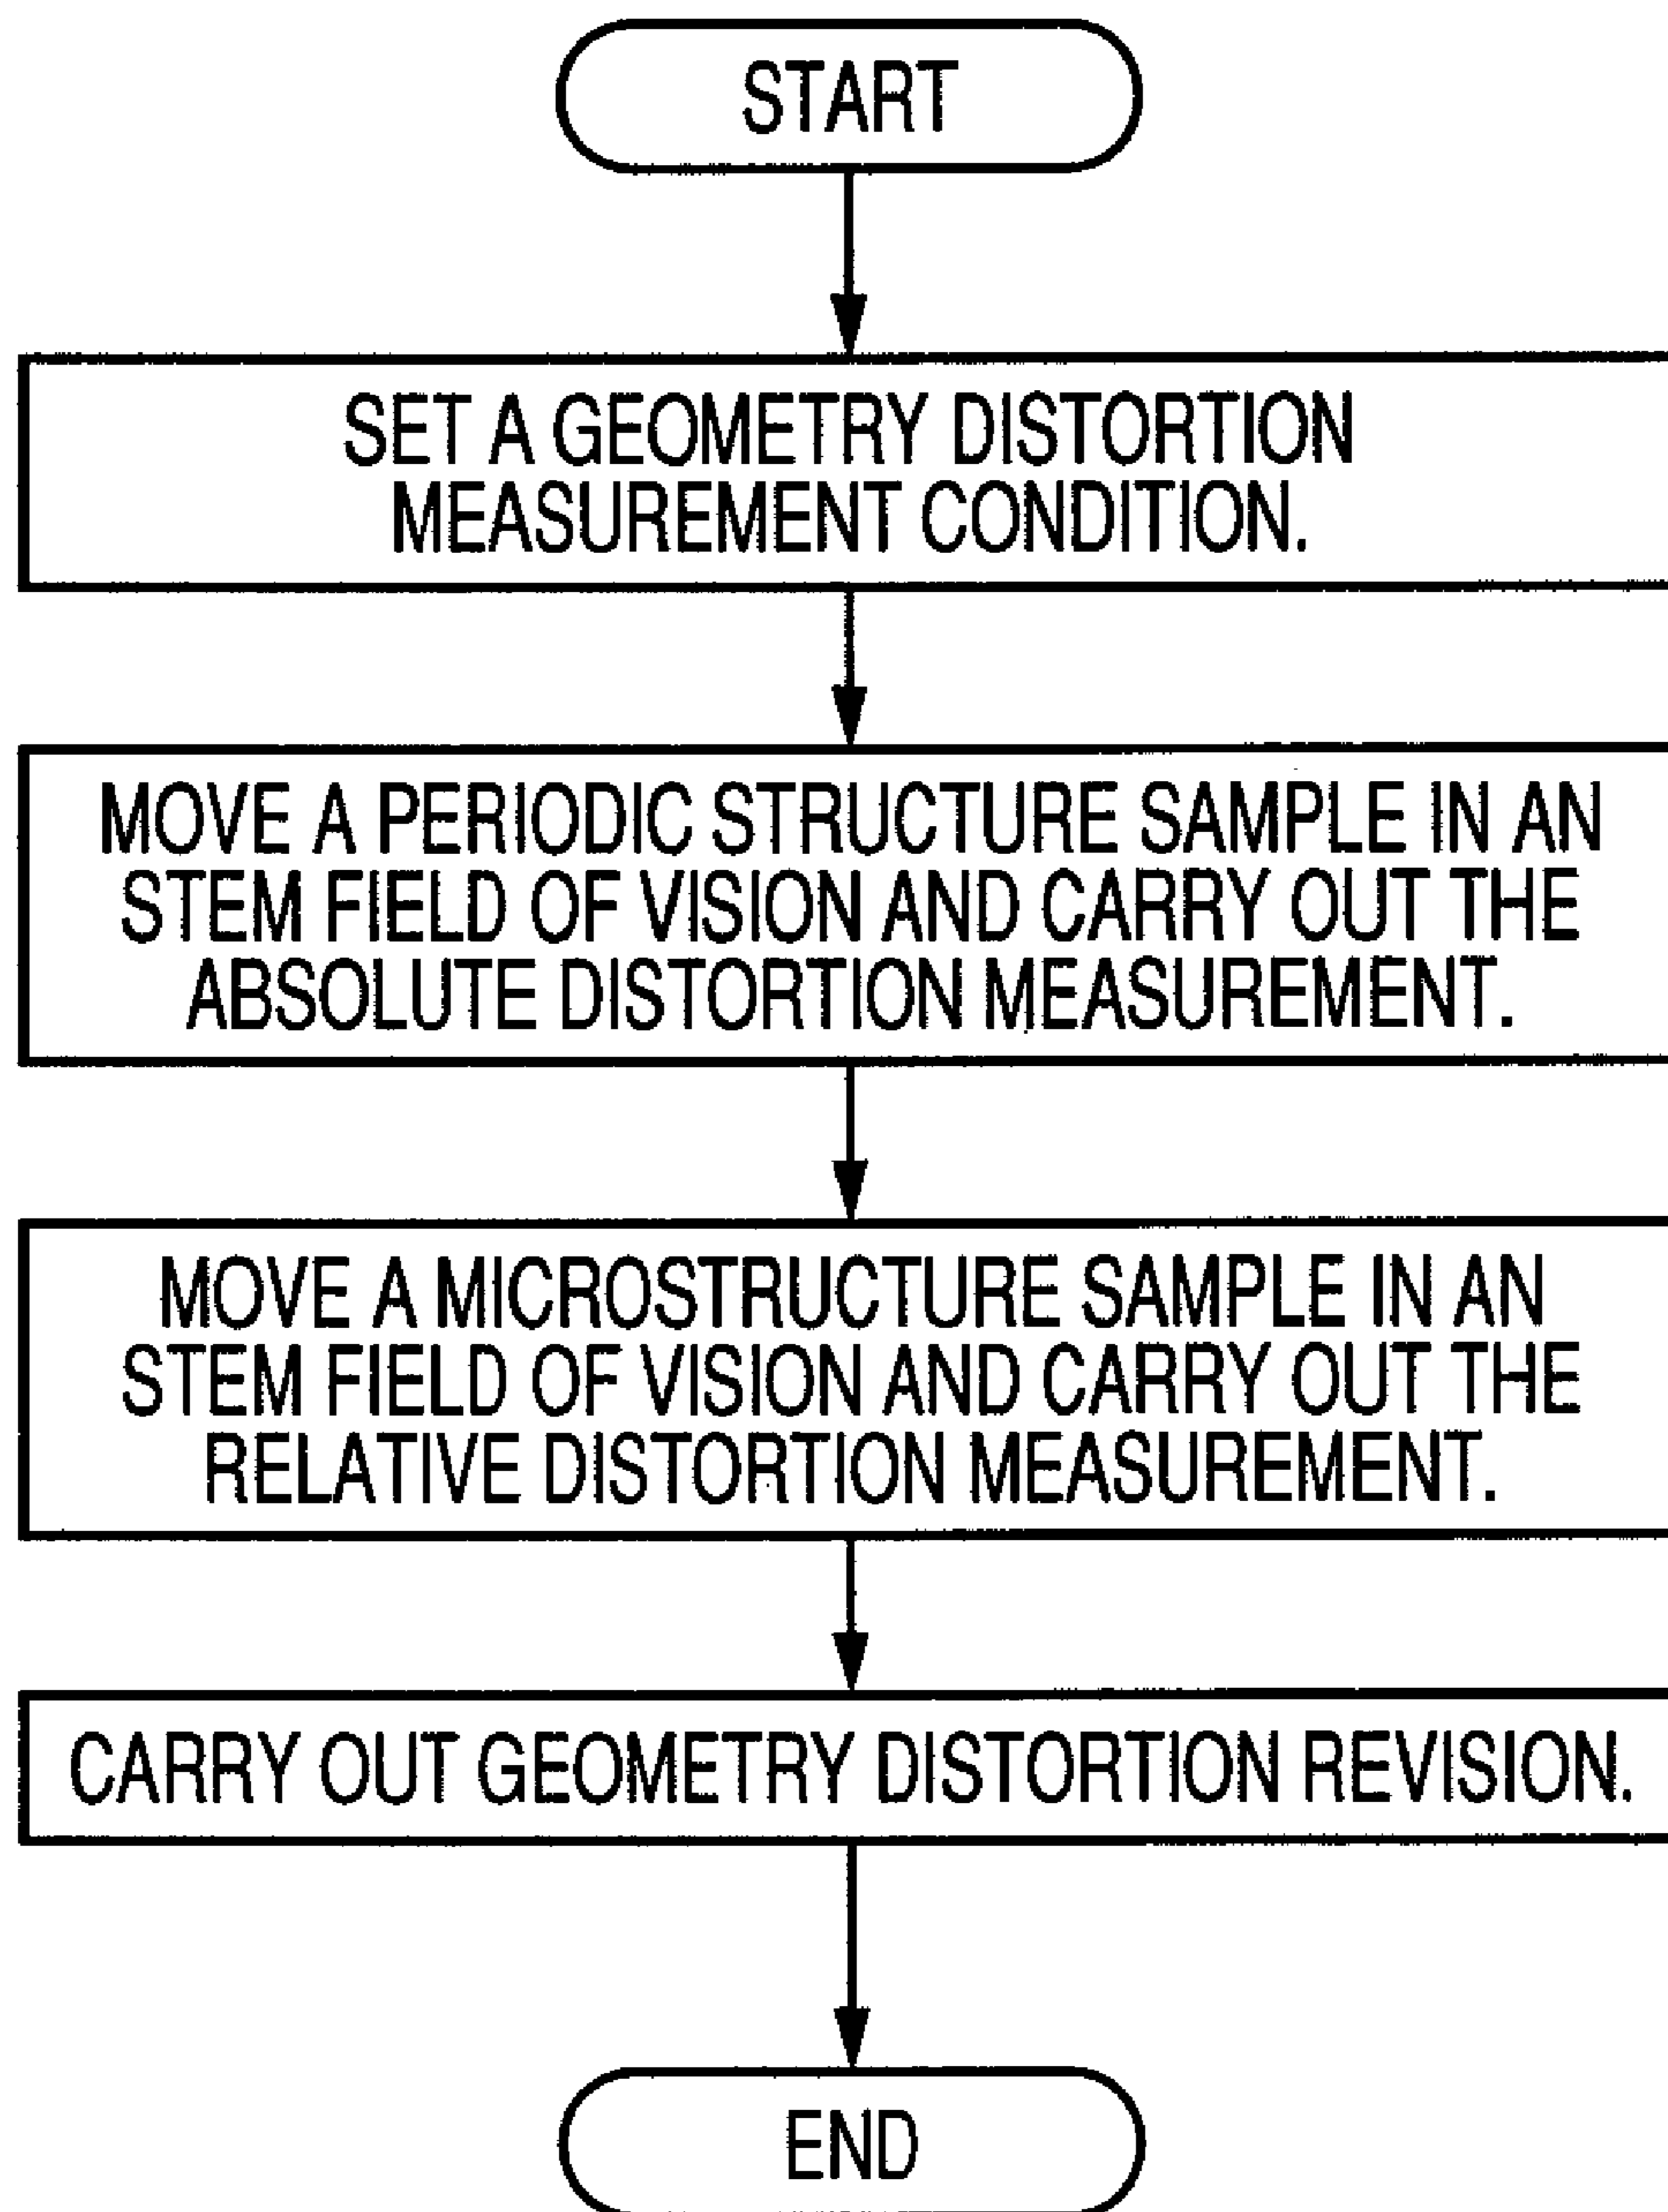 START
SET A GEOMETRY DISTORTION
MEASUREMENT CONDITION.
MOVE A PERIODIC STRUCTURE SAMPLE IN AN
STEM FIELD OF VISION AND CARRY OUT THE
ABSOLUTE DISTORTION MEASUREMENT.
MOVE A MICROSTRUCTURE SAMPLE IN AN
STEM FIELD OF VISION AND CARRY OUT THE
RELATIVE DISTORTION MEASUREMENT.
CARRY OUT GEOMETRY DISTORTION REVISION.
END